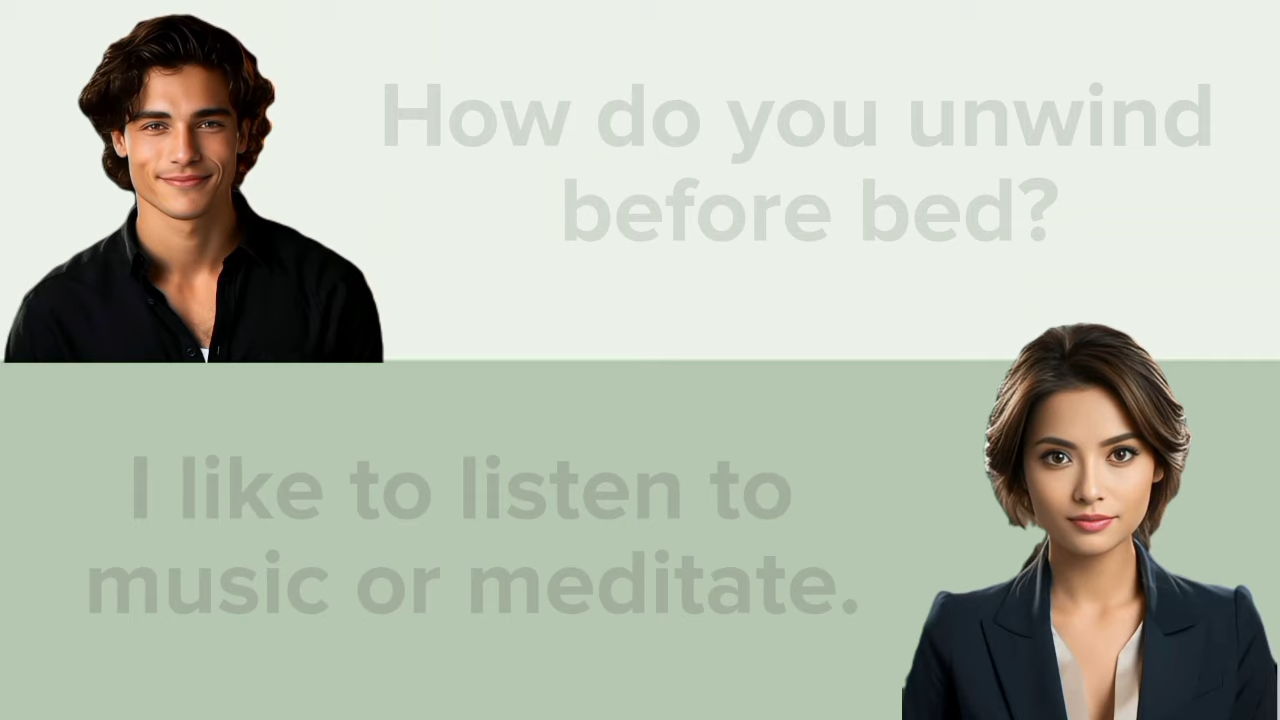 How do you unwind
before bed?
I like to listen to
music or meditate.